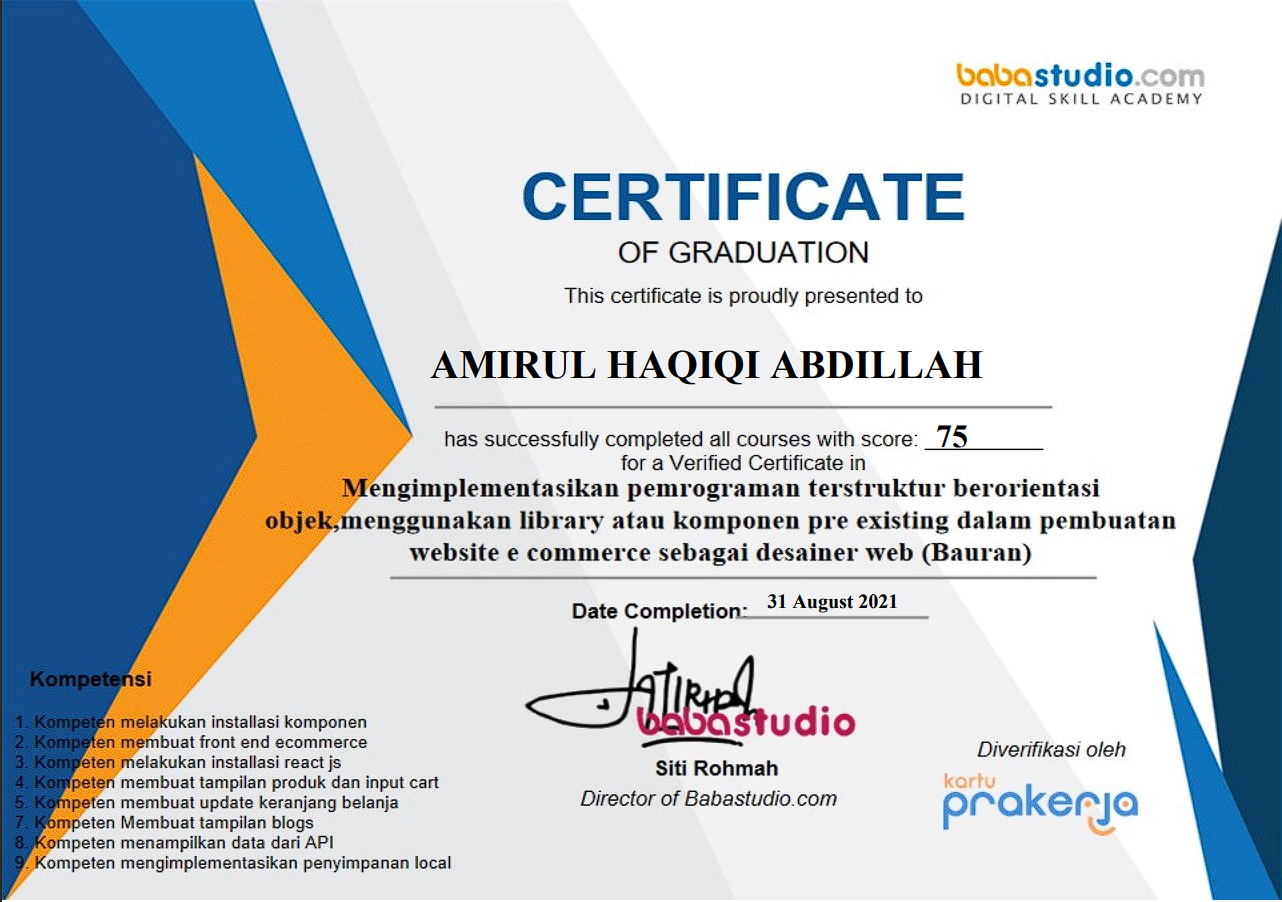 babastudio.com
DIGITAL SKILL ACADEMY
CERTIFICATE
OF GRADUATION
This certificate is proudly presented to
AMIRUL HAQIQI ABDILLAH
has successfully completed all courses with score: 75
for a Verified Certificate in
Mengimplementasikan pemrograman terstruktur berorientasi
objek,menggunakan library atau komponen pre existing dalam pembuatan
website e commerce sebagai desainer web (Bauran)
Date Completion: 31 August 2021
babastudio
Siti Rohmah
Director of Babastudio.com
Kompetensi
1. Kompeten melakukan installasi komponen
2. Kompeten membuat front end ecommerce
3. Kompeten melakukan installasi react js
4. Kompeten membuat tampilan produk dan input cart
5. Kompeten membuat update keranjang belanja
7. Kompeten Membuat tampilan blogs
8. Kompeten menampilkan data dari API
9. Kompeten mengimplementasikan penyimpanan local
Diverifikasi oleh
kartu
prakerja